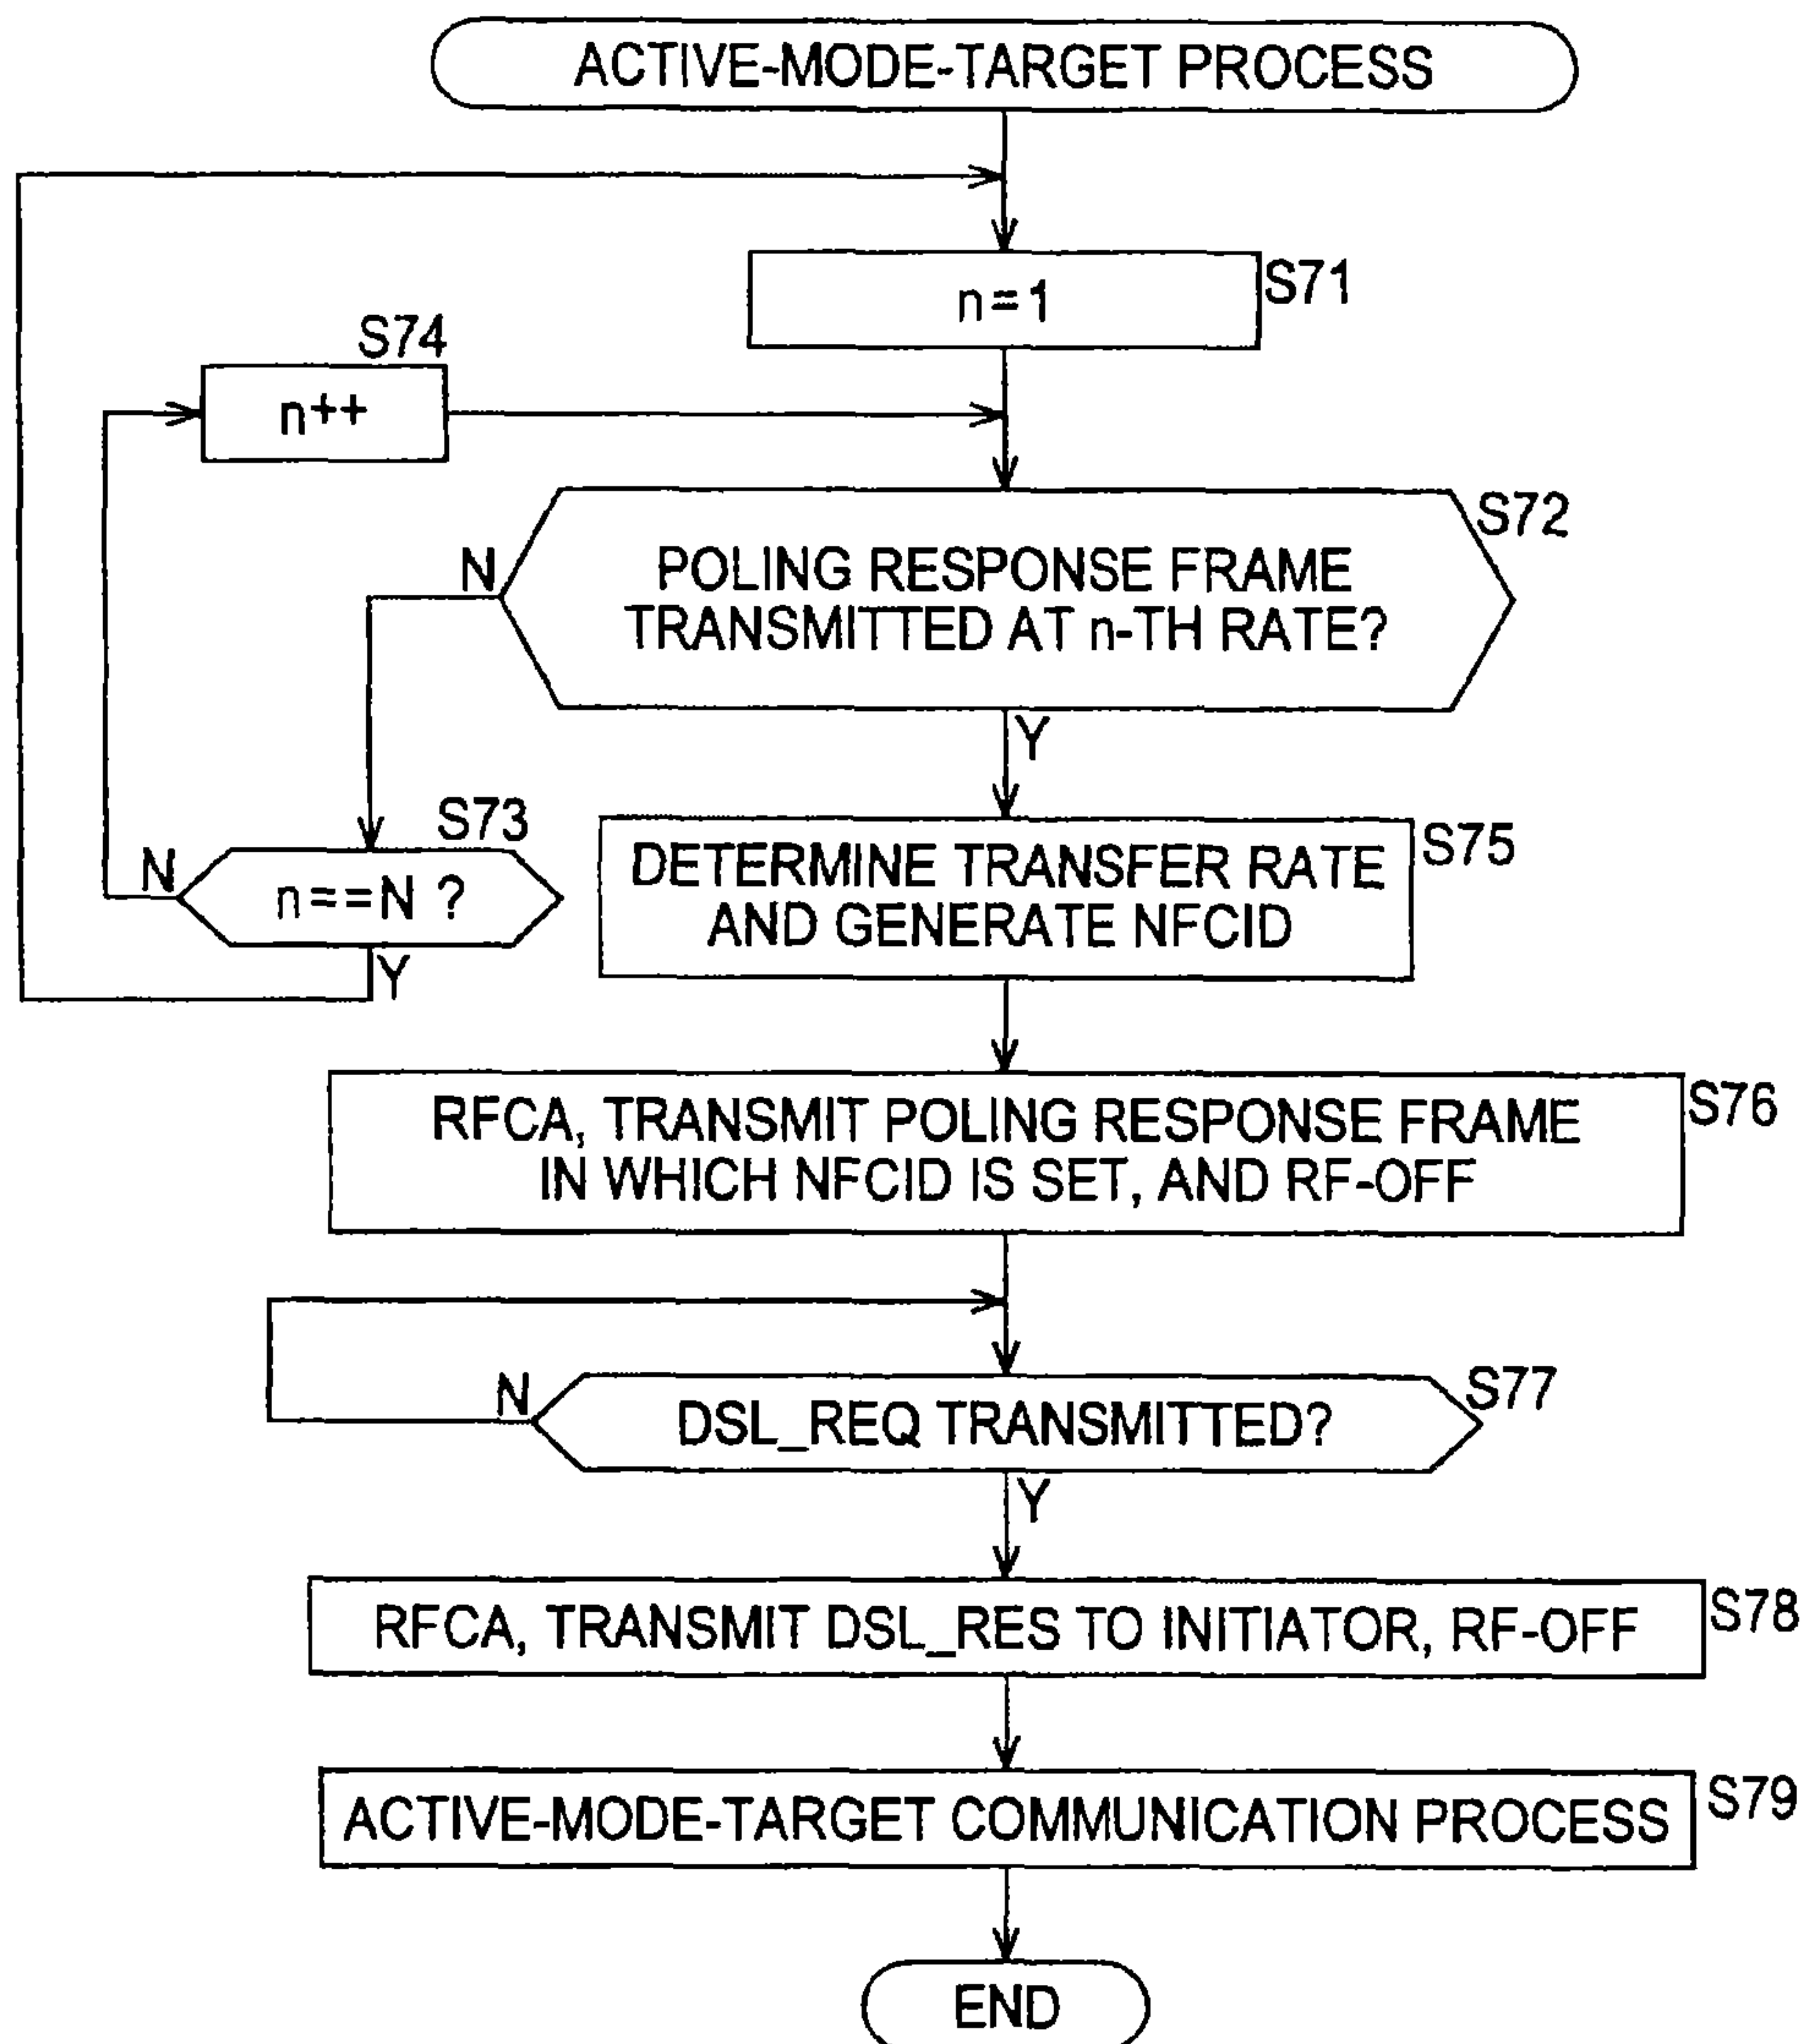 ACTIVE-MODE-TARGET PROCESS
n=1
S71
S74
n++
S72
N
POLING RESPONSE FRAME
TRANSMITTED AT n-TH RATE?
Y
S73
N
n==N ?
Y
S75
DETERMINE TRANSFER RATE
AND GENERATE NFCID
S76
RFCA, TRANSMIT POLING RESPONSE FRAME
IN WHICH NFCID IS SET, AND RF-OFF
S77
N
DSL_REQ TRANSMITTED?
Y
S78
RFCA, TRANSMIT DSL_RES TO INITIATOR, RF-OFF
S79
ACTIVE-MODE-TARGET COMMUNICATION PROCESS
END